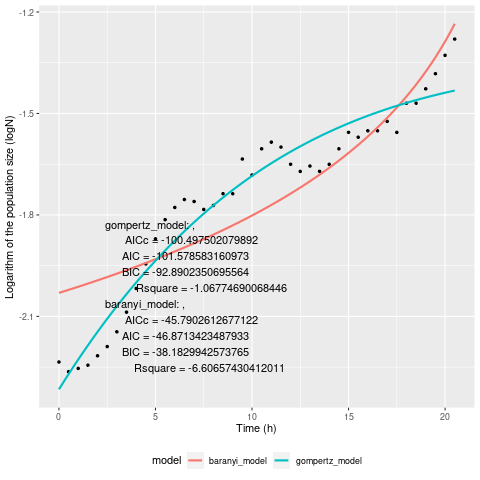 -1.2
-1.5
-1.8
-2.1
Logarithm of the population size (logN)
gompertz_model: ,
AICc = -100.497502079892
AIC = -101.578583160973
BIC = -92.8902350695564
Rsquare = -1.06774690068446
baranyi_model: ,
AICc = -45.7902612677122
AIC = -46.8713423487933
BIC = -38.1829942573765
Rsquare = -6.60657430412011
0 5 10 15 20
Time (h)
model baranyi_model gompertz_model